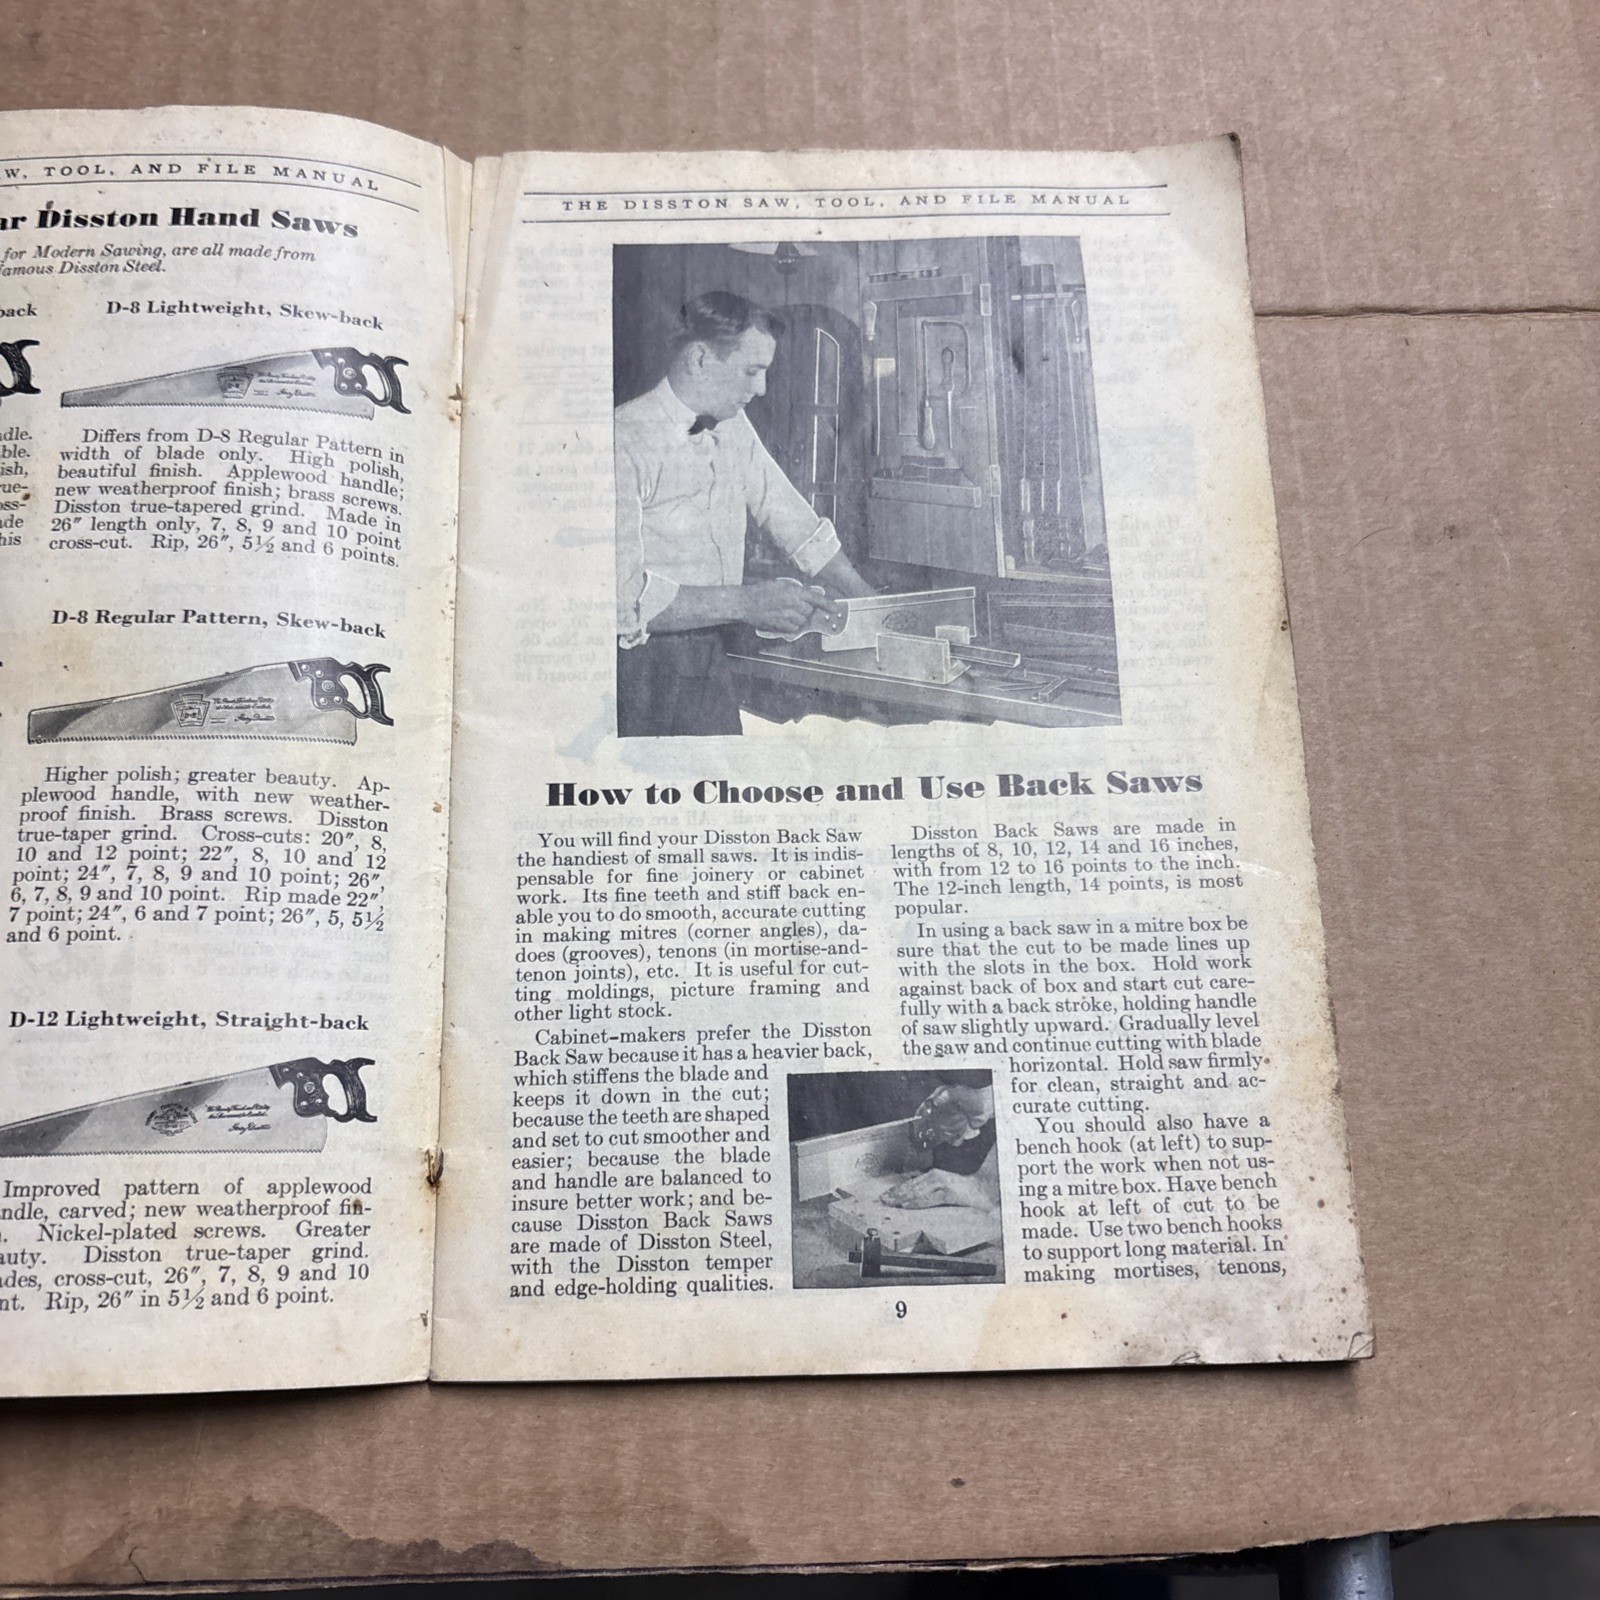 W, TOOL, AND FILE MANUAL
ar Disston Hand Saws
for Modern Sawing, are all made from
famous Disston Steel.
back
dle.
ble.
ish,
rue-
oss-
ade
his
D-8 Lightweight, Skew-back
Differs from D-8 Regular Pattern in
width of blade only. High polish,
beautiful finish. Applewood handle;
new weatherproof finish; brass screws.
Disston true-tapered grind. Made in
26″ length only, 7, 8, 9 and 10 point
cross-cut. Rip, 26″, 5½ and 6 points.
D-8 Regular Pattern, Skew-back
Higher polish; greater beauty. Ap-
plewood handle, with new weather-
proof finish. Brass screws. Disston
true-taper grind. Cross-cuts: 20″, 8,
10 and 12 point; 22″, 8, 10 and 12
point; 24″, 7, 8, 9 and 10 point; 26″,
6, 7, 8, 9 and 10 point. Rip made 22″,
7 point; 24″, 6 and 7 point; 26″, 5, 5½
and 6 point.
D-12 Lightweight, Straight-back
Improved pattern of applewood
ndle, carved; new weatherproof fin-
. Nickel-plated screws. Greater
auty. Disston true-taper grind.
des, cross-cut, 26″, 7, 8, 9 and 10
nt. Rip, 26″ in 5½ and 6 point.
THE DISSTON SAW, TOOL, AND FILE MANUAL
How to Choose and Use Back Saws
You will find your Disston Back Saw
the handiest of small saws. It is indis-
pensable for fine joinery or cabinet
work. Its fine teeth and stiff back en-
able you to do smooth, accurate cutting
in making mitres (corner angles), da-
does (grooves), tenons (in mortise-and-
tenon joints), etc. It is useful for cut-
ting moldings, picture framing and
other light stock.
Cabinet-makers prefer the Disston
Back Saw because it has a heavier back,
which stiffens the blade and
keeps it down in the cut;
because the teeth are shaped
and set to cut smoother and
easier; because the blade
and handle are balanced to
insure better work; and be-
cause Disston Back Saws
are made of Disston Steel,
with the Disston temper
and edge-holding qualities.
Disston Back Saws are made in
lengths of 8, 10, 12, 14 and 16 inches,
with from 12 to 16 points to the inch.
The 12-inch length, 14 points, is most
popular.
In using a back saw in a mitre box be
sure that the cut to be made lines up
with the slots in the box. Hold work
against back of box and start cut care-
fully with a back stroke, holding handle
of saw slightly upward. Gradually level
the saw and continue cutting with blade
horizontal. Hold saw firmly
for clean, straight and ac-
curate cutting.
You should also have a
bench hook (at left) to sup-
port the work when not us-
ing a mitre box. Have bench
hook at left of cut to be
made. Use two bench hooks
to support long material. In
making mortises, tenons,
9